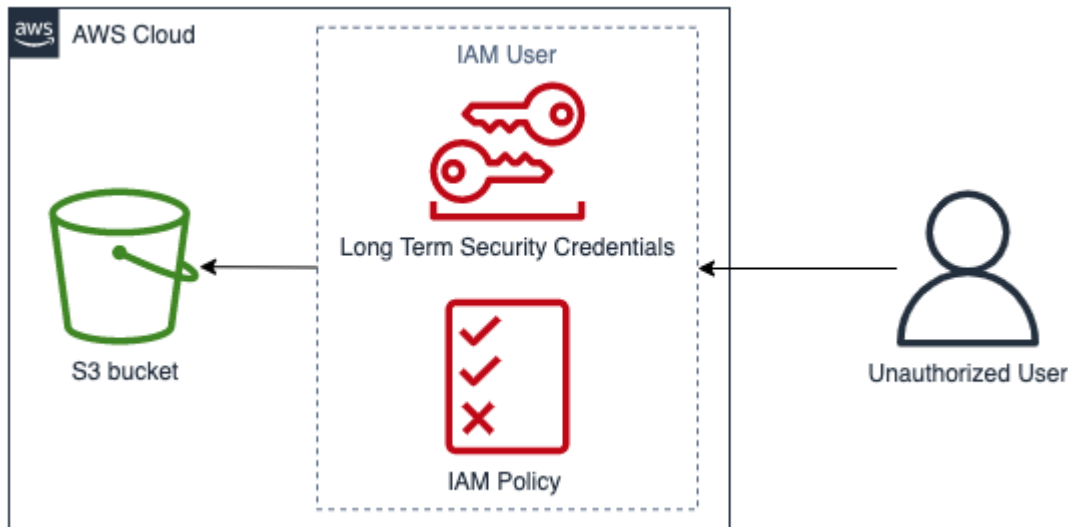 aws
AWS Cloud
IAM User
Long Term Security Credentials
S3 bucket
Unauthorized User
IAM Policy